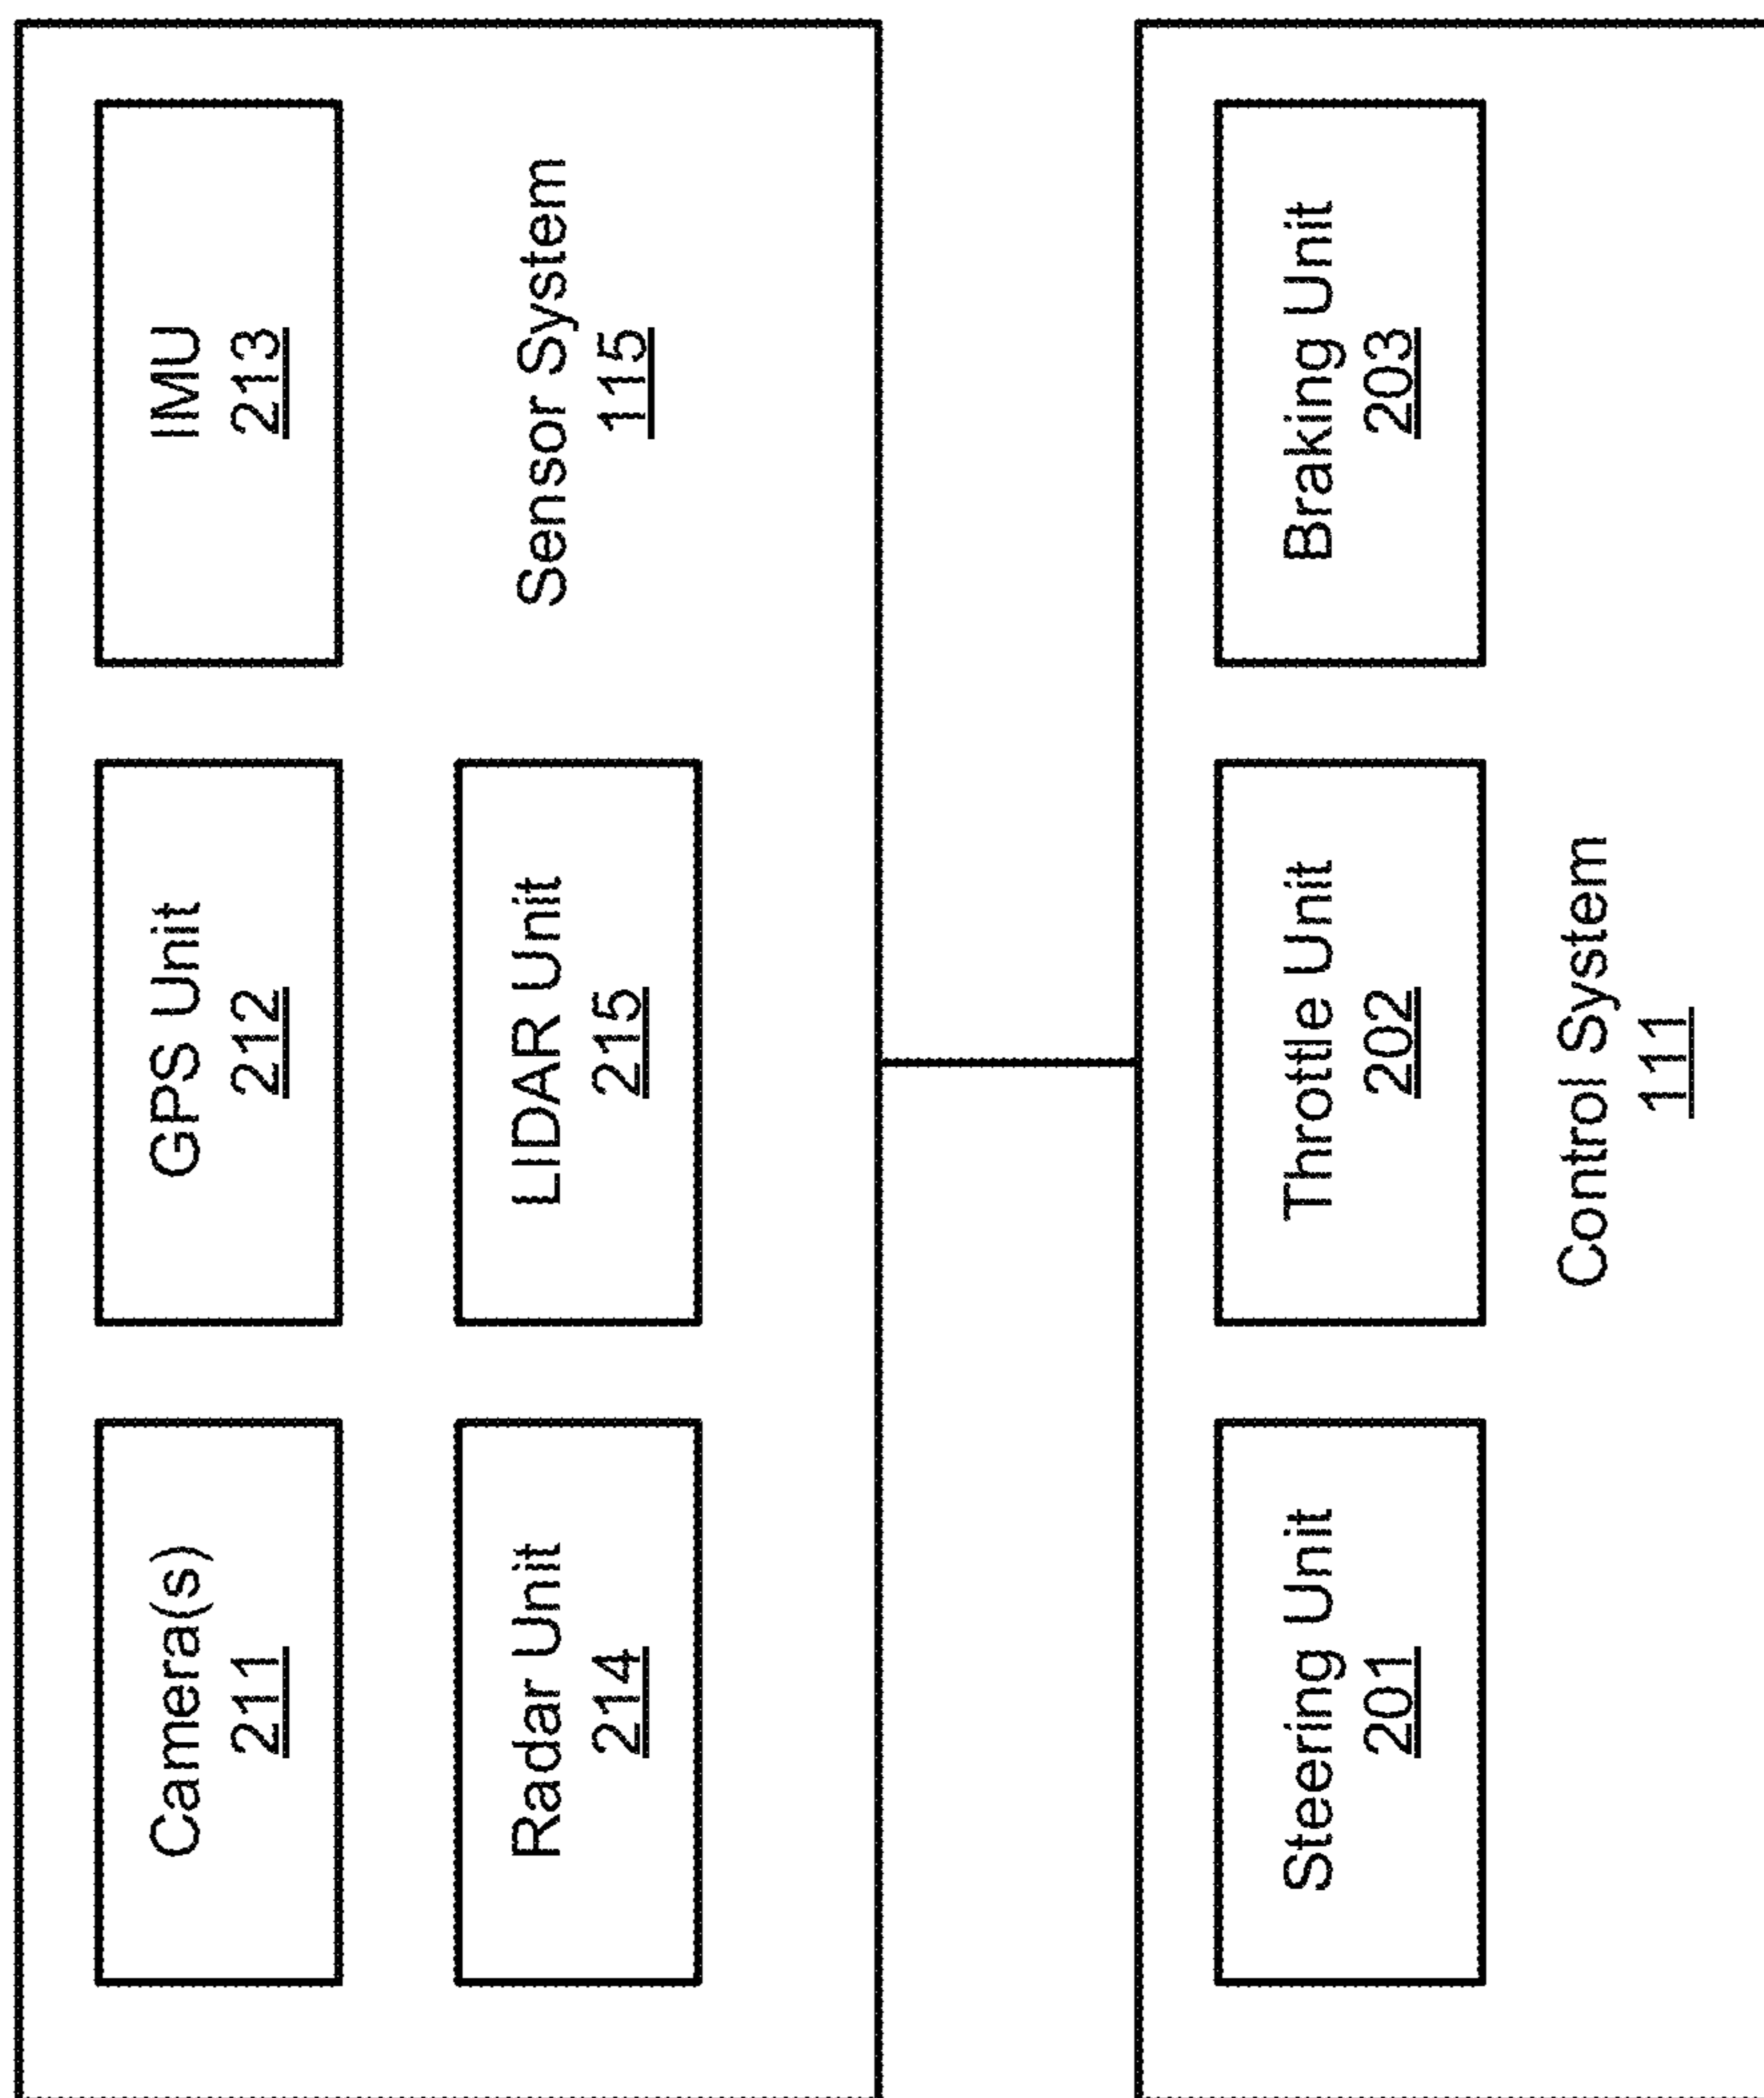 Camera(s)
211
GPS Unit
212
IMU
213
Radar Unit
214
LIDAR Unit
215
Sensor System
115
Steering Unit
201
Throttle Unit
202
Braking Unit
203
Control System
111